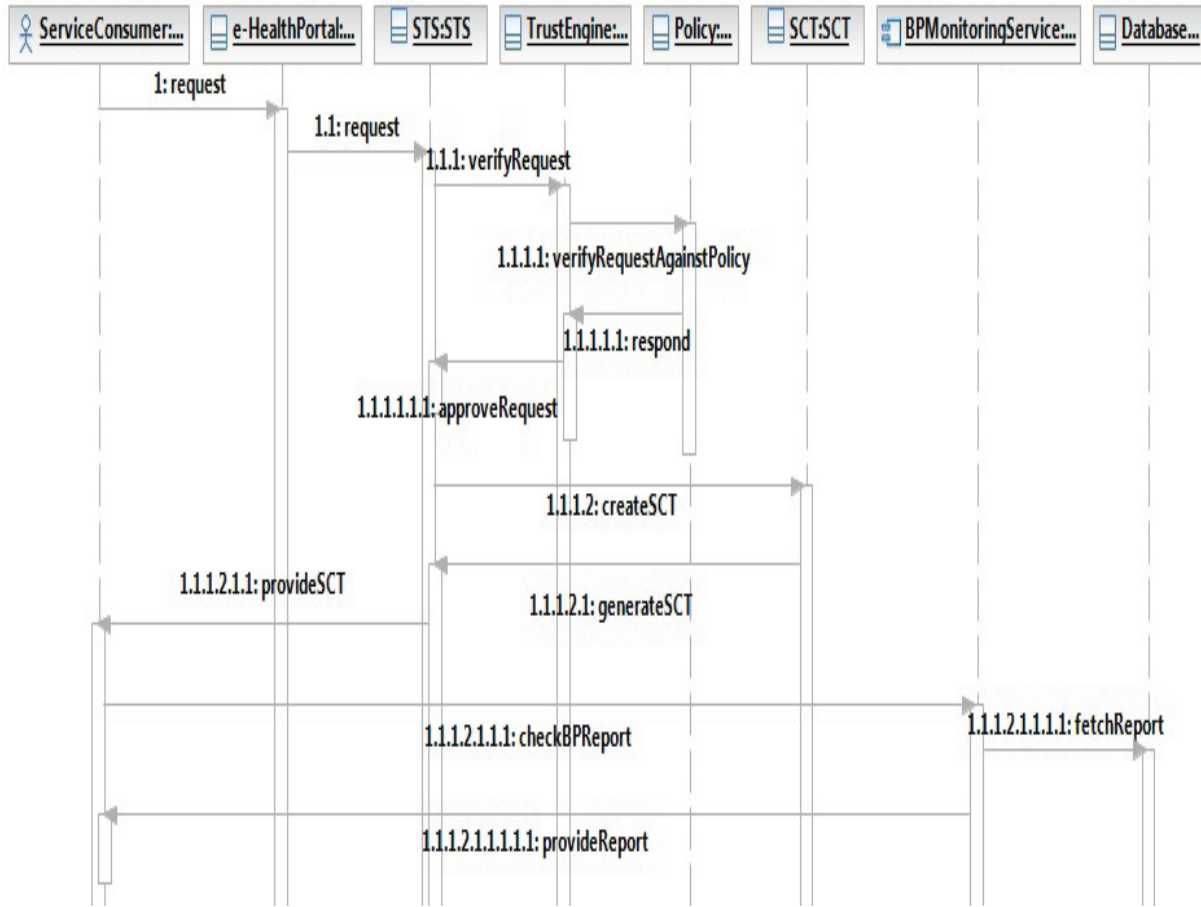 ServiceConsumer:...
e-HealthPortal:...
STS:STS
TrustEngine:...
Policy:...
SCT:SCT
BPMonitoringService:...
Database...
1: request
1.1: request
1.1.1: verifyRequest
1.1.1.1: verifyRequestAgainstPolicy
1.1.1.1.1: respond
1.1.1.1.1.1: approveRequest
1.1.1.2: createSCT
1.1.1.2.1.1: provideSCT
1.1.1.2.1: generateSCT
1.1.1.2.1.1.1: checkBPReport
1.1.1.2.1.1.1.1: fetchReport
1.1.1.2.1.1.1.1.1: provideReport